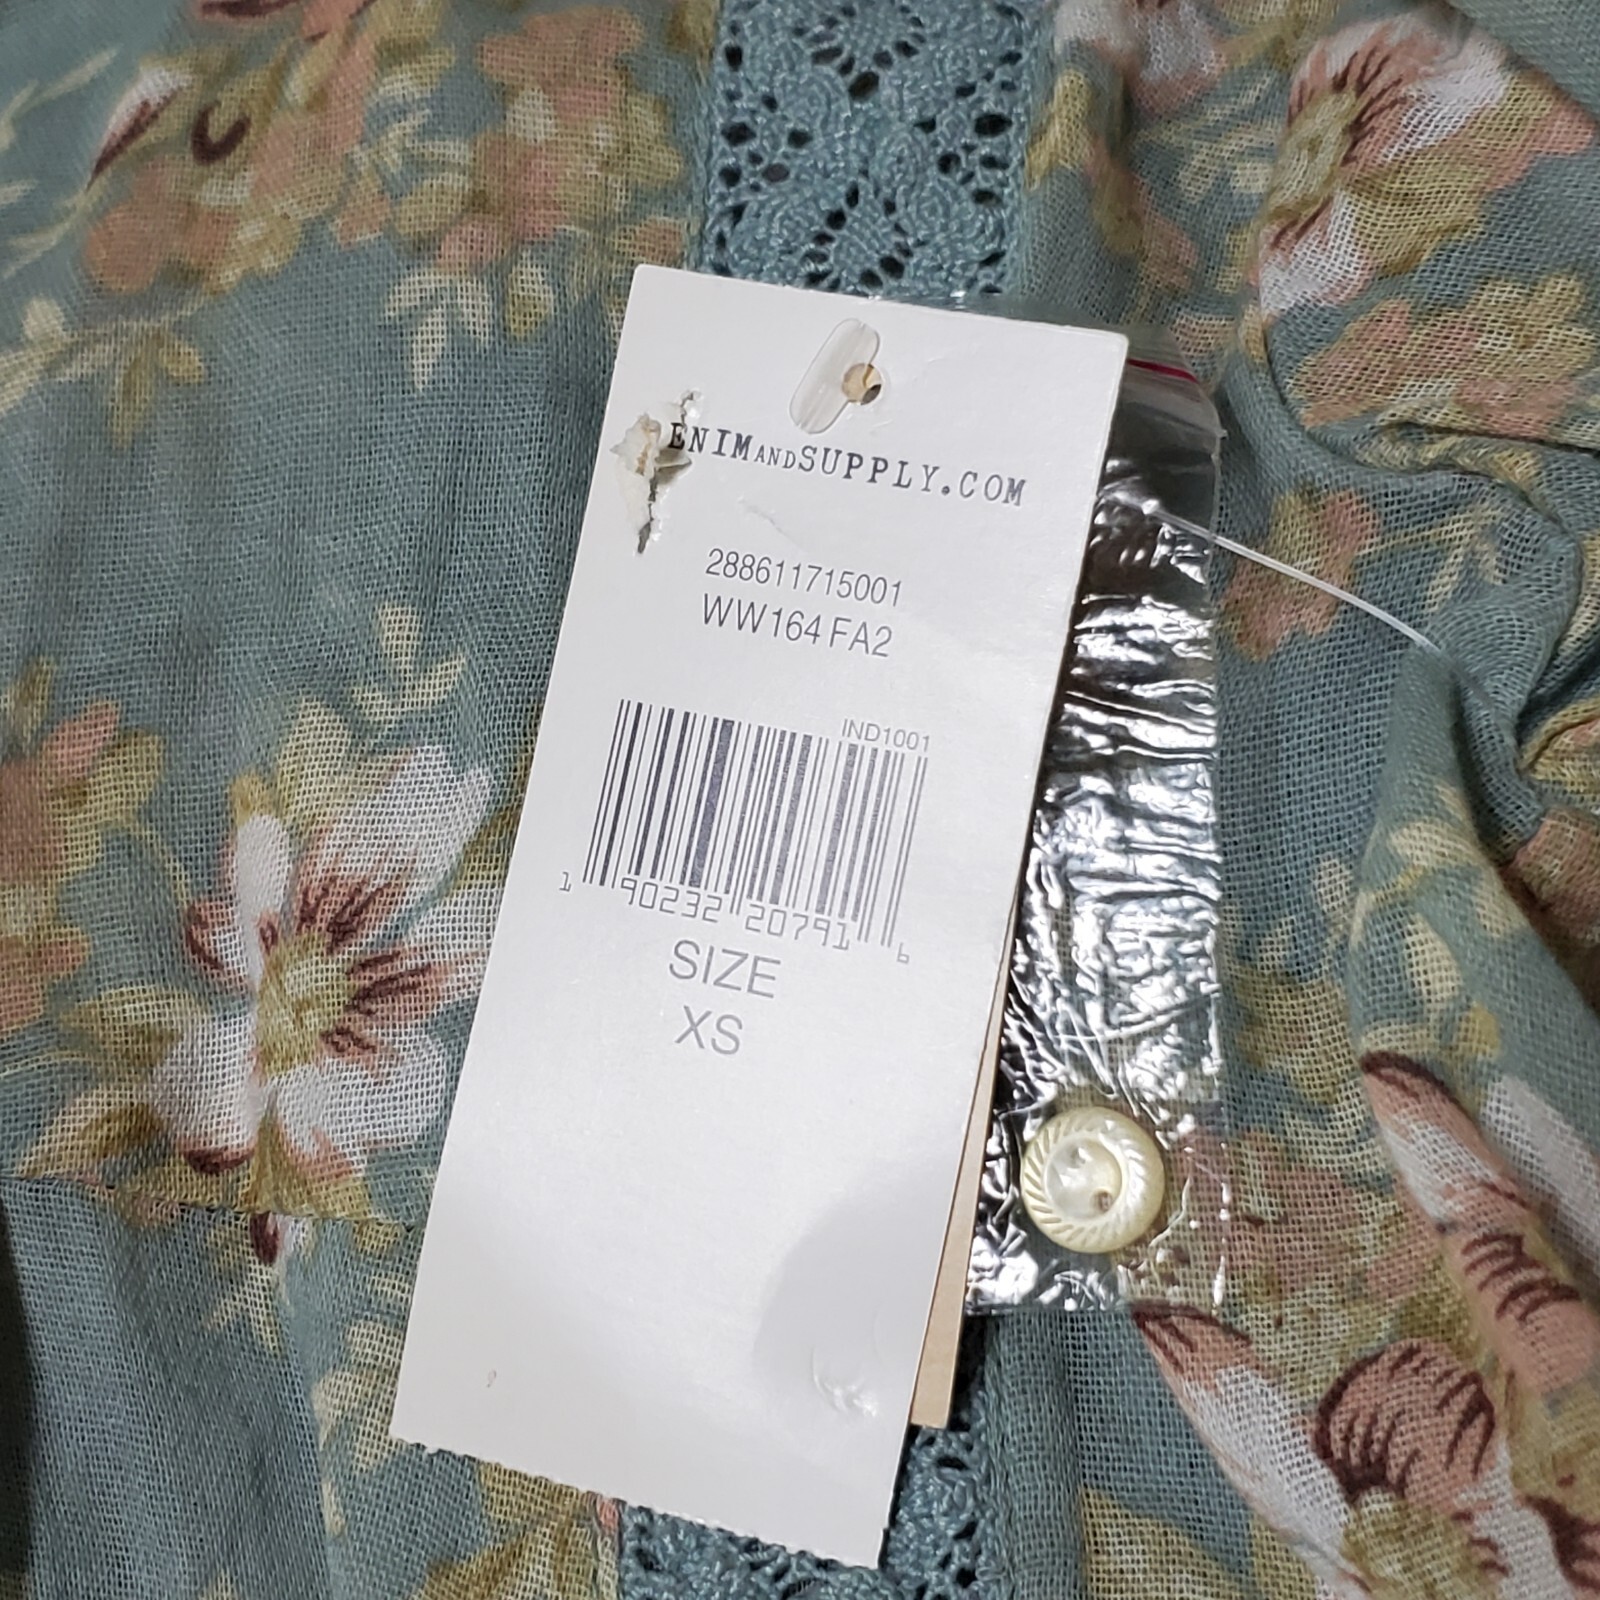 ENIMANDSUPPLY.COM
288611715001
WW164 FA2
IND1001
1 90232 20791 6
SIZE
XS